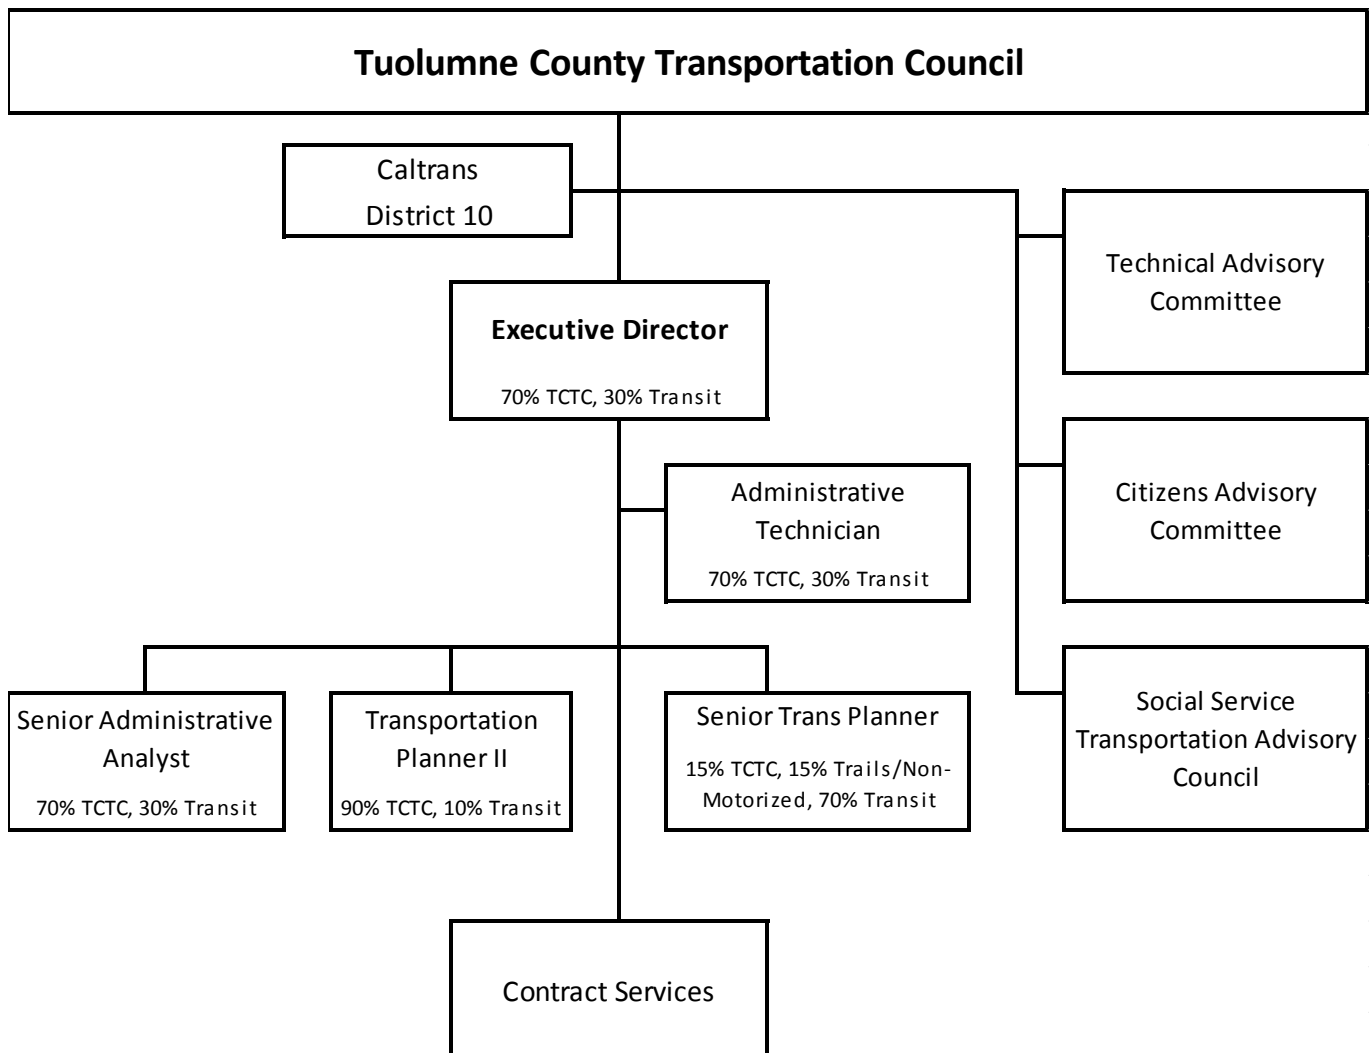 Tuolumne County Transportation Council
Caltrans
District 10
Technical Advisory
Committee
Executive Director
70% TCTC, 30% Transit
Administrative
Technician
70% TCTC, 30% Transit
Citizens Advisory
Committee
Senior Administrative
Analyst
70% TCTC, 30% Transit
Transportation
Planner II
90% TCTC, 10% Transit
Senior Trans Planner
15% TCTC, 15% Trails/Non-
Motorized, 70% Transit
Social Service
Transportation Advisory
Council
Contract Services